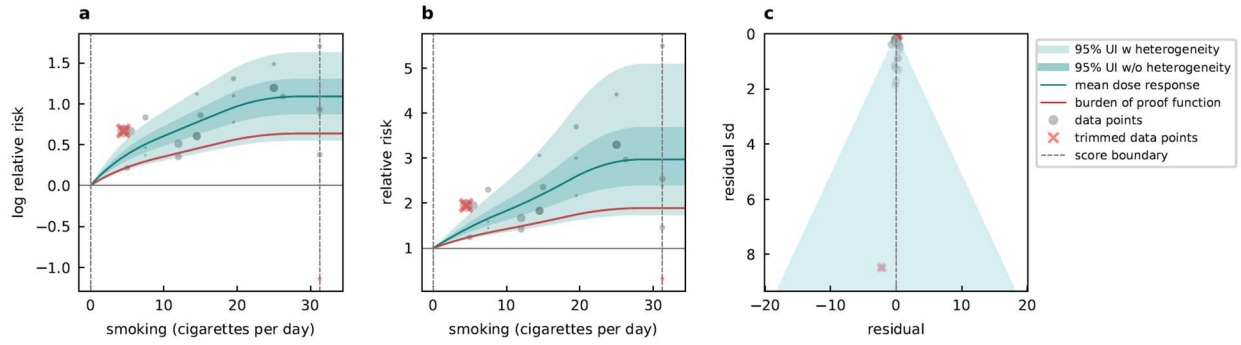 a
b
c
1.5
1.0
0.5
0.0
−0.5
−1.0
log relative risk
0
10
20
30
smoking (cigarettes per day)
5
4
3
2
1
relative risk
0
10
20
30
smoking (cigarettes per day)
0
2
4
6
8
residual sd
−20
−10
0
10
20
residual
95% UI w heterogeneity
95% UI w/o heterogeneity
mean dose response
burden of proof function
data points
trimmed data points
score boundary